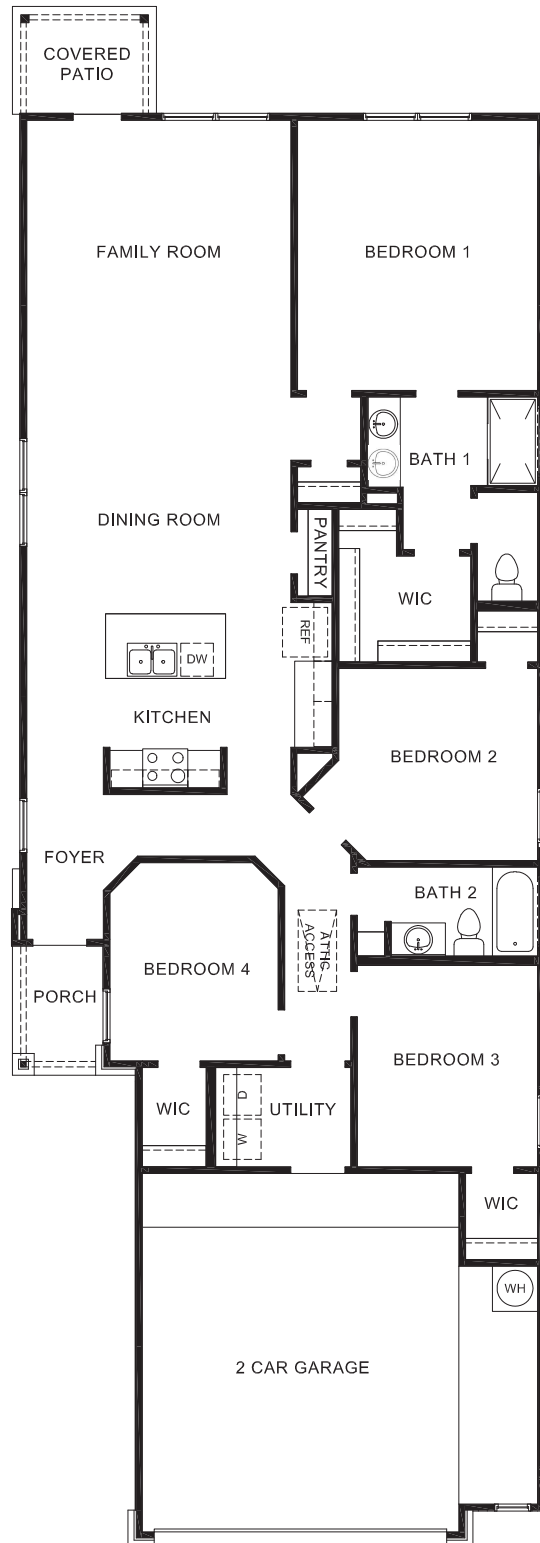 COVERED
PATIO
FAMILY ROOM
BEDROOM 1
BATH 1
DINING ROOM
PANTRY
WIC
REF
DW
KITCHEN
BEDROOM 2
FOYER
BATH 2
ATTIC
ACCESS
BEDROOM 4
PORCH
BEDROOM 3
WIC
D
W
UTILITY
WIC
WH
2 CAR GARAGE